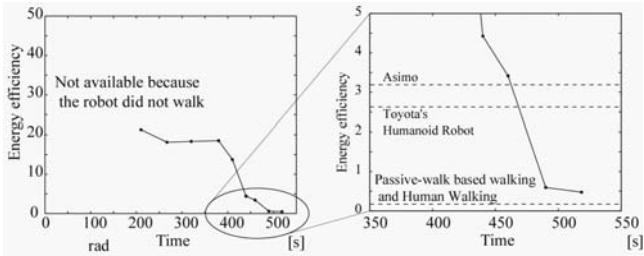 50
40
30
20
10
0
Energy efficiency
Not available because
the robot did not walk
0
100
200
300
400
500
rad
Time
[s]
5
4
3
2
1
0
Energy efficiency
Asimo
Toyota's
Humanoid Robot
Passive-walk based walking
and Human Walking
350
400
450
500
550
Time
[s]